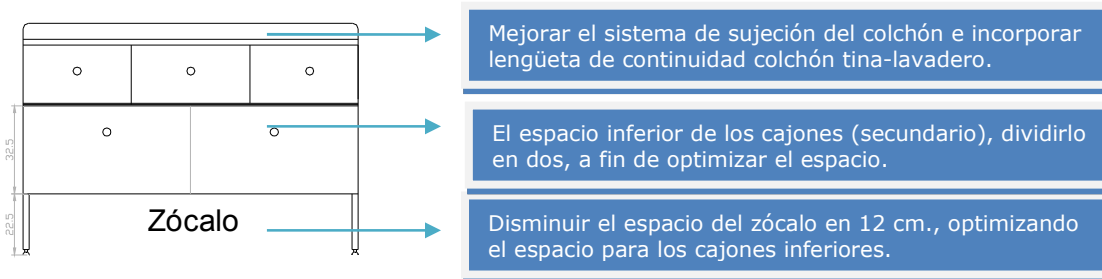 Mejorar el sistema de sujeción del colchón e incorporar
lengüeta de continuidad colchón tina-lavadero.
El espacio inferior de los cajones (secundario), dividirlo
en dos, a fin de optimizar el espacio.
32.5
22.5
Zócalo
Disminuir el espacio del zócalo en 12 cm., optimizando
el espacio para los cajones inferiores.